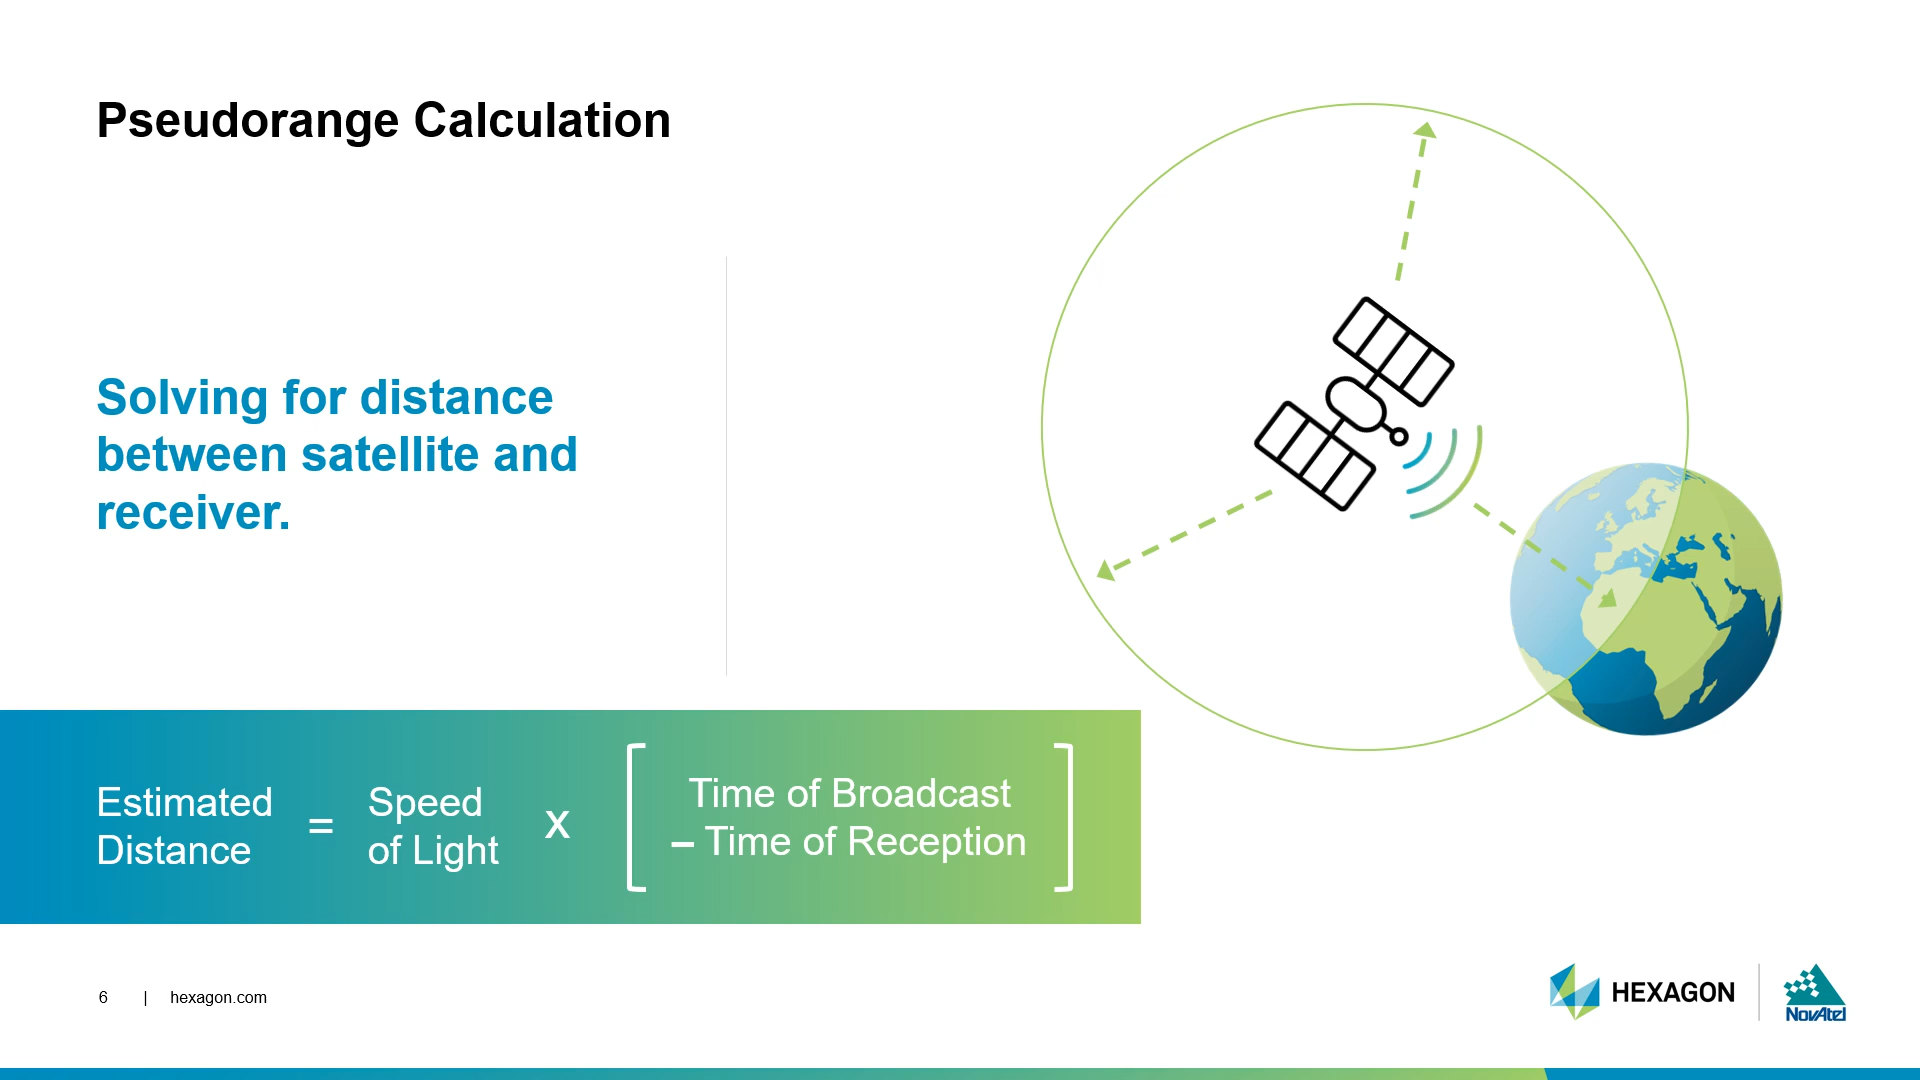 Pseudorange Calculation
Solving for distance
between satellite and
receiver.
Estimated
Distance
=
Speed
of Light
x
Time of Broadcast
– Time of Reception
6 | hexagon.com
HEXAGON
NovAtel